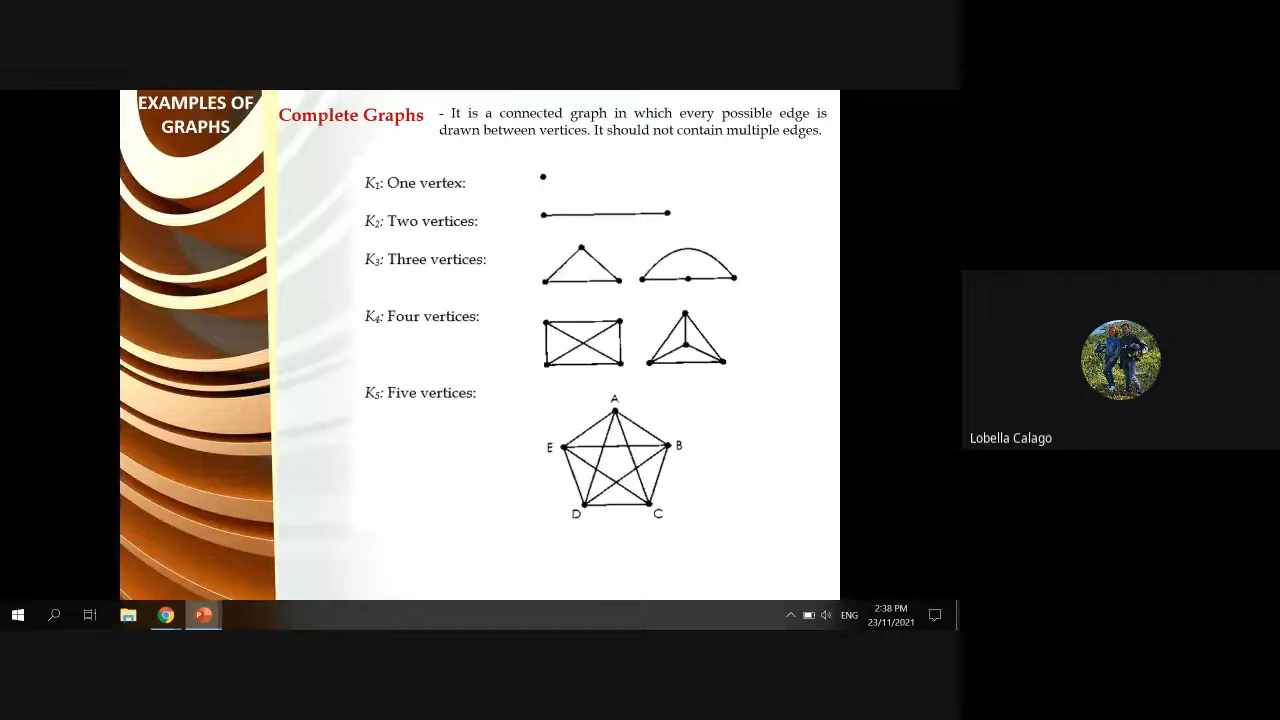 EXAMPLES OF
GRAPHS
Complete Graphs
- It is a connected graph in which every possible edge is
drawn between vertices. It should not contain multiple edges.
K₁: One vertex:
K₂: Two vertices:
K₃: Three vertices:
K₄: Four vertices:
K₅: Five vertices:
A
E
B
D
C
Lobella Calago
P
ENG
2:38 PM
23/11/2021